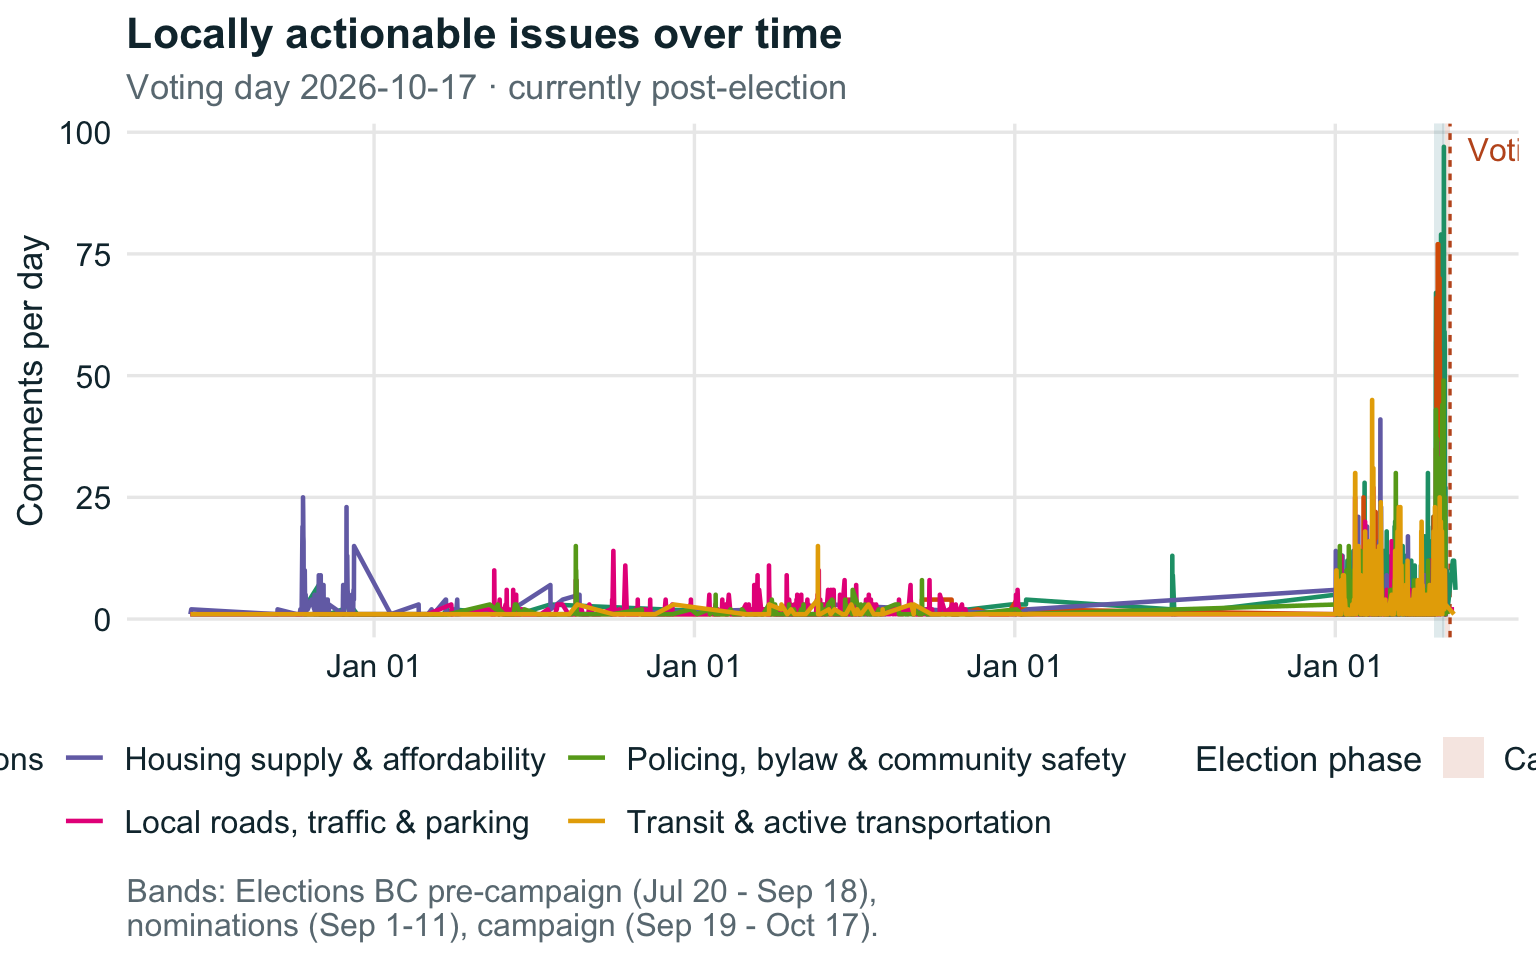 Locally actionable issues over time
Voting day 2026-10-17 · currently post-election
Comments per day
100
75
50
25
0
Voti
Jan 01 Jan 01 Jan 01 Jan 01
ons Housing supply & affordability Policing, bylaw & community safety Election phase Ca
Local roads, traffic & parking Transit & active transportation
Bands: Elections BC pre-campaign (Jul 20 - Sep 18),
nominations (Sep 1-11), campaign (Sep 19 - Oct 17).